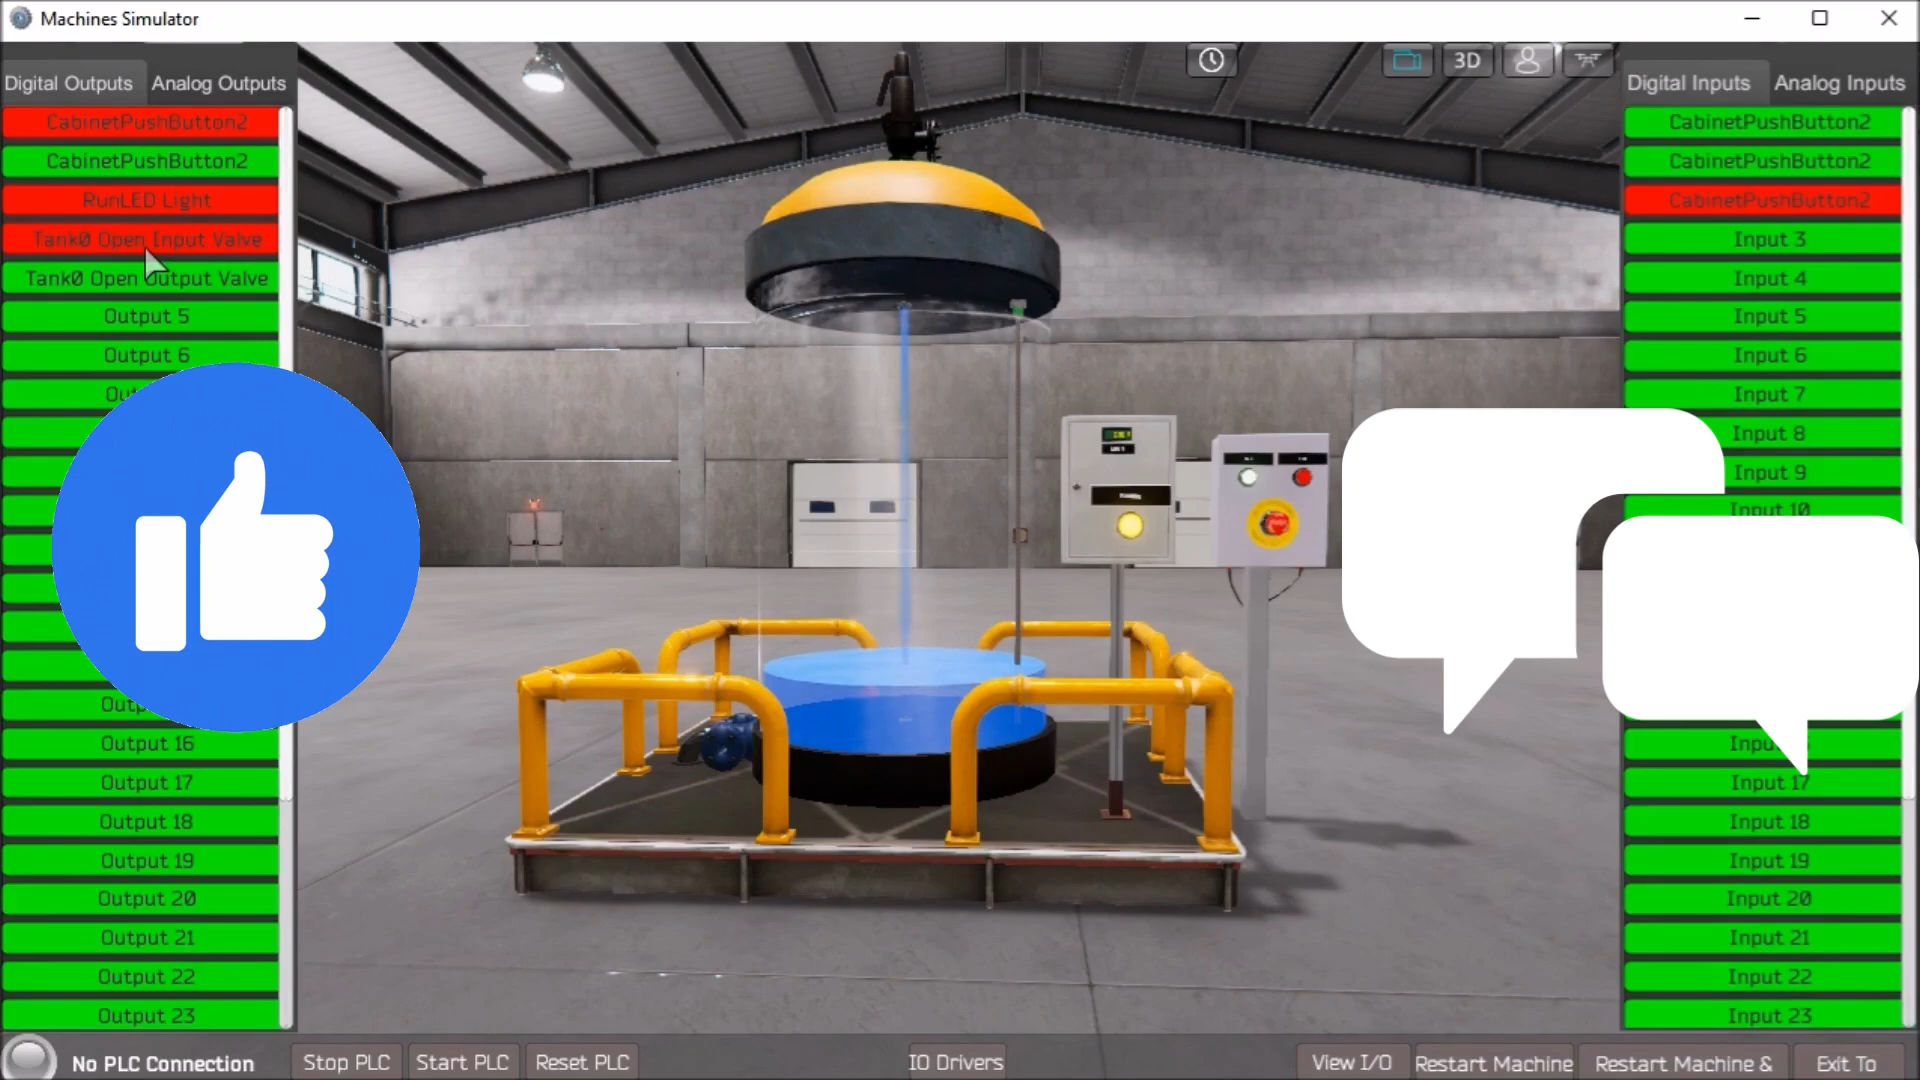 Machines Simulator
Digital Outputs
Analog Outputs
3D
Digital Inputs
Analog Inputs
CabinetPushButton2
CabinetPushButton2
RunLED Light
Tank0 Open Input Valve
Tank0 Open Output Valve
Output 5
Output 6
Output 16
Output 17
Output 18
Output 19
Output 20
Output 21
Output 22
Output 23
CabinetPushButton2
CabinetPushButton2
CabinetPushButton2
Input 3
Input 4
Input 5
Input 6
Input 7
Input 8
Input 9
Input 10
Input 17
Input 18
Input 19
Input 20
Input 21
Input 22
Input 23
No PLC Connection
Stop PLC
Start PLC
Reset PLC
IO Drivers
View I/O
Restart Machine
Restart Machine &
Exit To